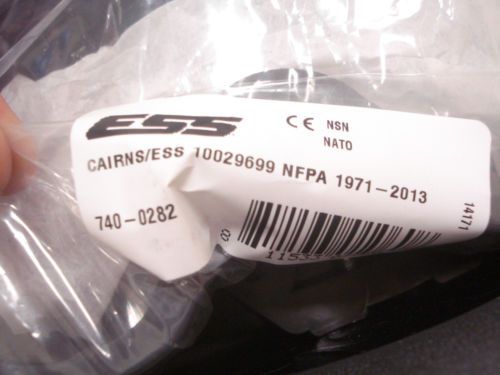 ESS
CE NSN
NATO
CAIRNS/ESS 10029699 NFPA 1971-2013
740-0282
14171